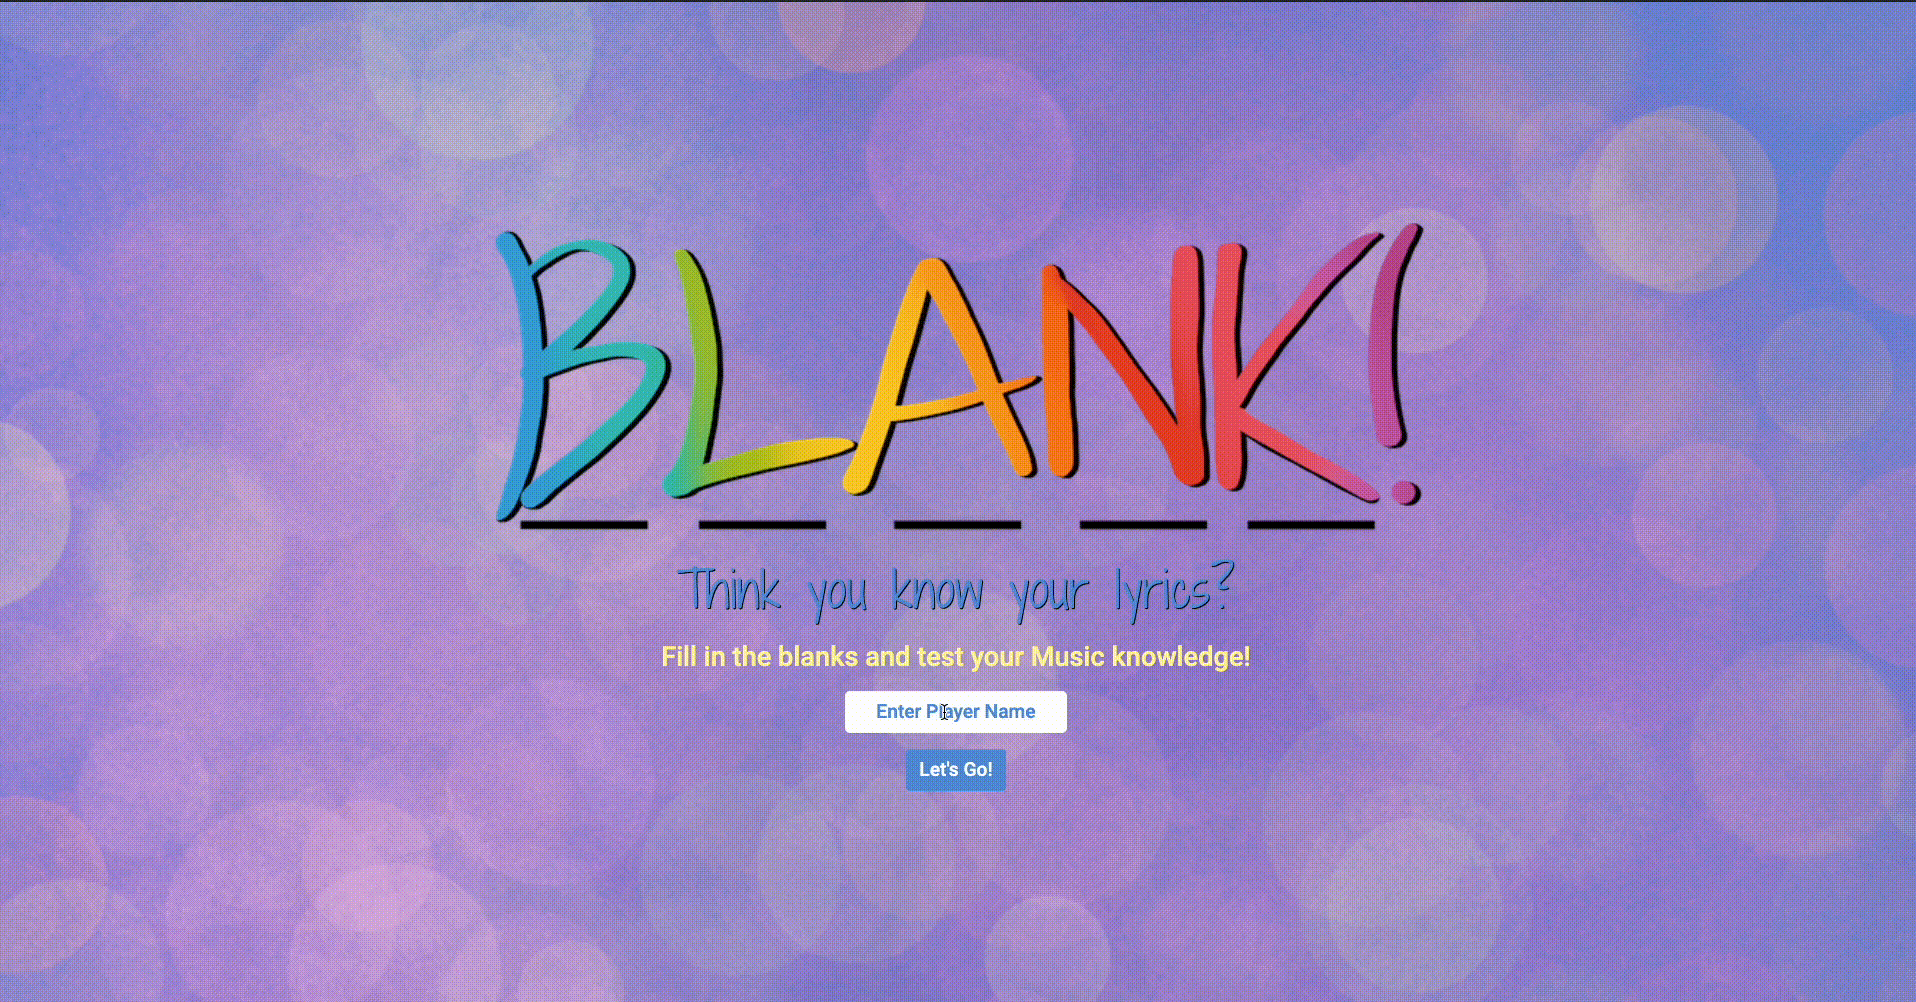 BLANK!
Think you know your lyrics?
Fill in the blanks and test your Music knowledge!
Enter Player Name
Let's Go!